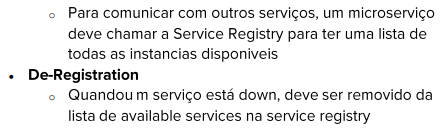 ○ Para comunicar com outros serviços, um microserviço
deve chamar a Service Registry para ter uma lista de
todas as instancias disponiveis
• De-Registration
○ Quandou m serviço está down, deve ser removido da
lista de available services na service registry